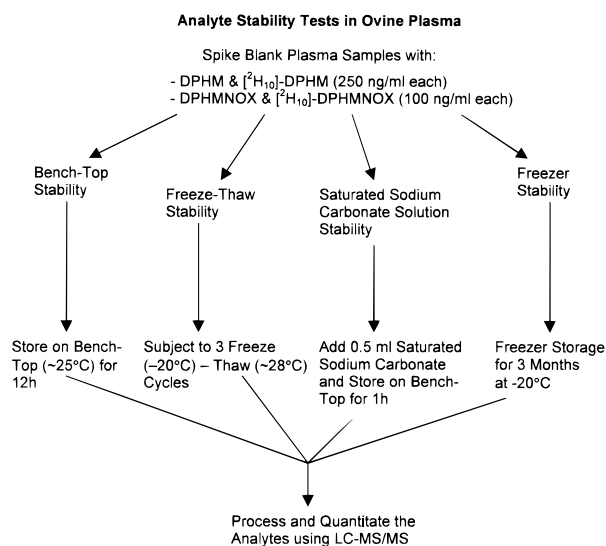 Analyte Stability Tests in Ovine Plasma
Spike Blank Plasma Samples with:
- DPHM & [²H₁₀]-DPHM (250 ng/ml each)
- DPHMNOX & [²H₁₀]-DPHMNOX (100 ng/ml each)
Bench-Top
Stability
Freeze-Thaw
Stability
Saturated Sodium
Carbonate Solution
Stability
Freezer
Stability
Store on Bench-
Top (~25°C) for
12h
Subject to 3 Freeze
(–20°C) – Thaw (~28°C)
Cycles
Add 0.5 ml Saturated
Sodium Carbonate
and Store on Bench-
Top for 1h
Freezer Storage
for 3 Months
at -20°C
Process and Quantitate the
Analytes using LC-MS/MS